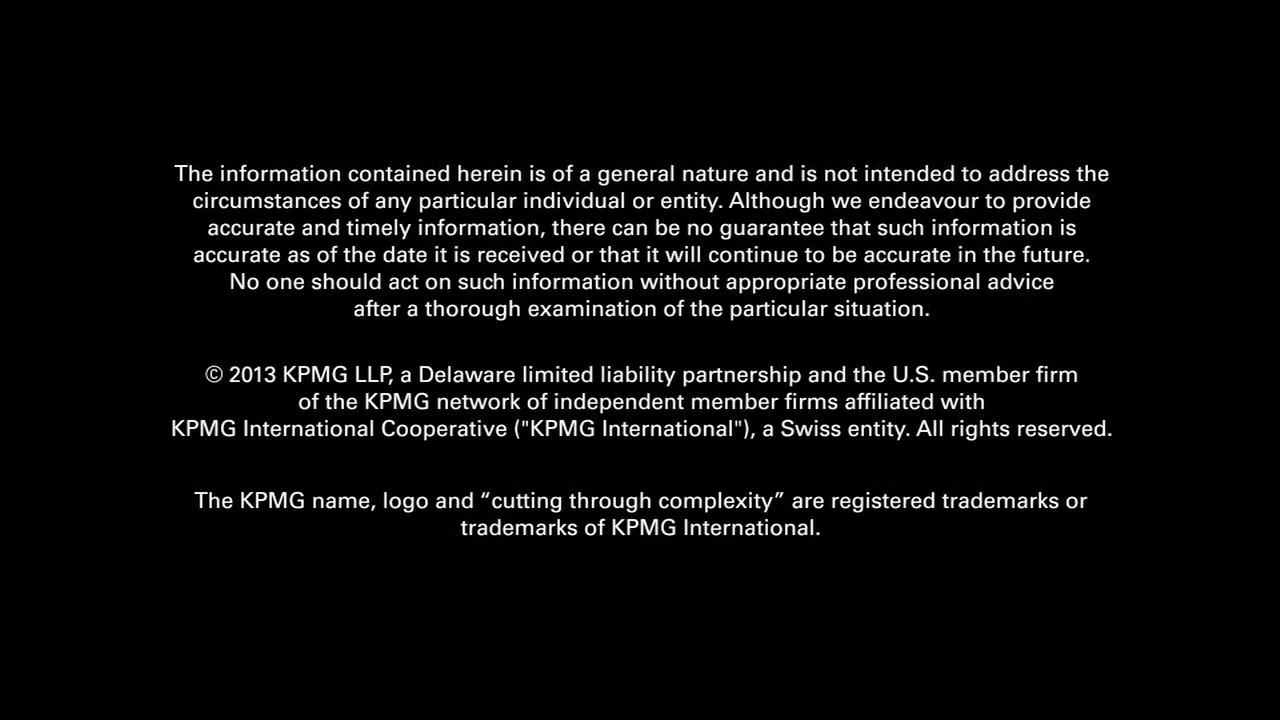 The information contained herein is of a general nature and is not intended to address the
circumstances of any particular individual or entity. Although we endeavour to provide
accurate and timely information, there can be no guarantee that such information is
accurate as of the date it is received or that it will continue to be accurate in the future.
No one should act on such information without appropriate professional advice
after a thorough examination of the particular situation.
© 2013 KPMG LLP, a Delaware limited liability partnership and the U.S. member firm
of the KPMG network of independent member firms affiliated with
KPMG International Cooperative ("KPMG International"), a Swiss entity. All rights reserved.
The KPMG name, logo and “cutting through complexity” are registered trademarks or
trademarks of KPMG International.